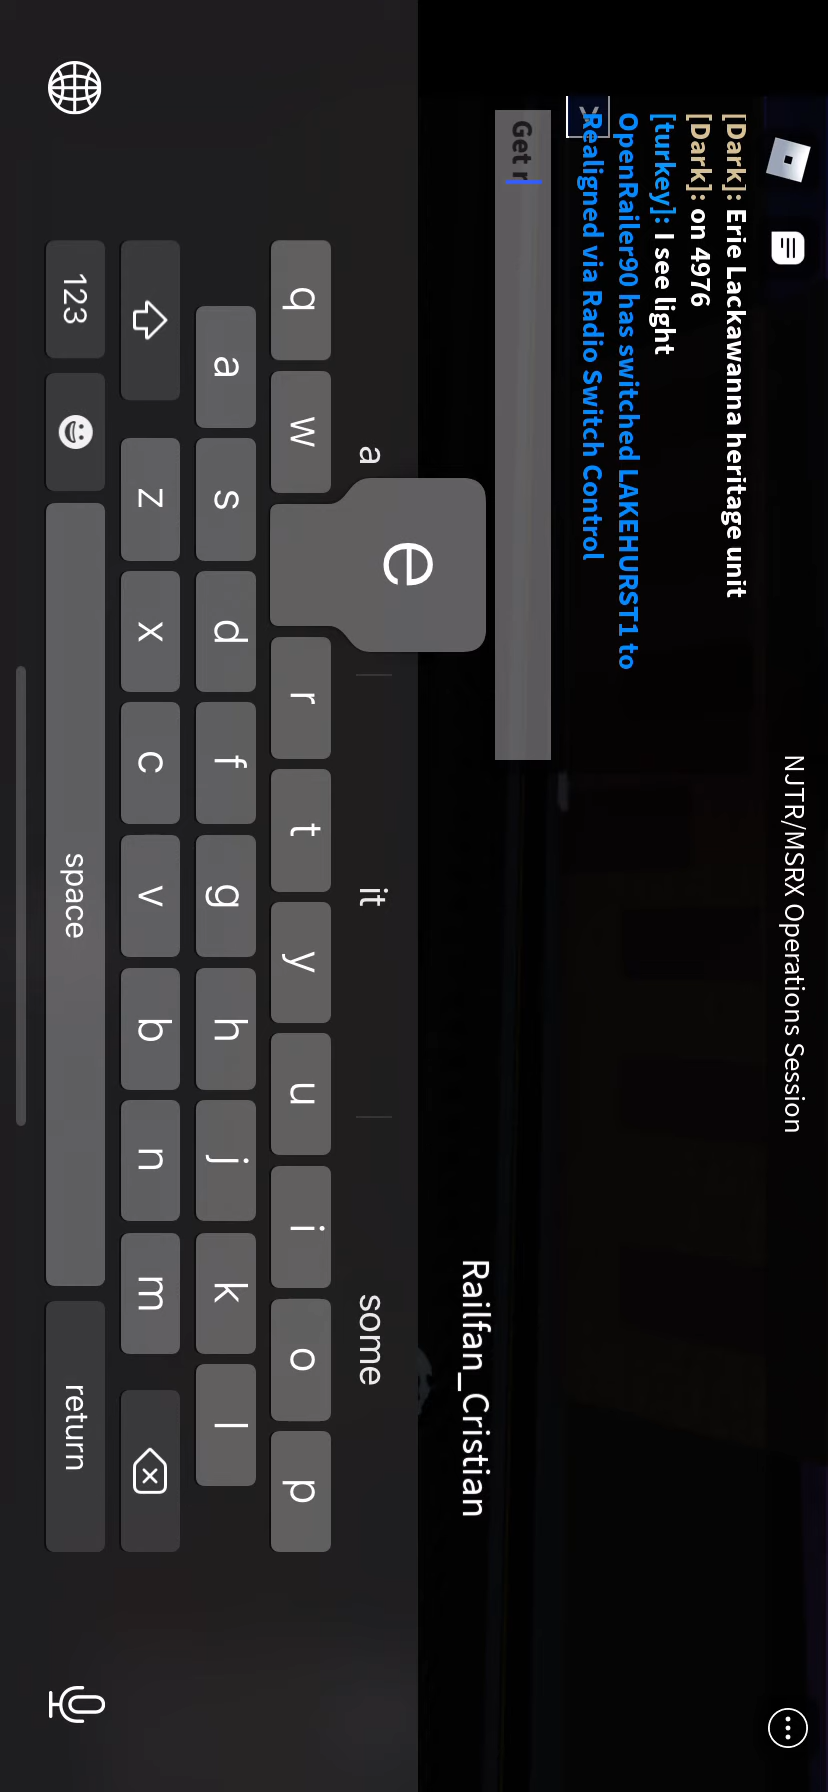 NJTR/MSRX Operations Session
[Dark]: Erie Lackawanna heritage unit
[Dark]: on 4976
[turkey]: I see light
OpenRailer90 has switched LAKEHURST1 to
Realigned via Radio Switch Control
Get r
Railfan_Cristian
a it some
e
q w r t y u i o p
a s d f g h j k l
z x c v b n m
123 space return